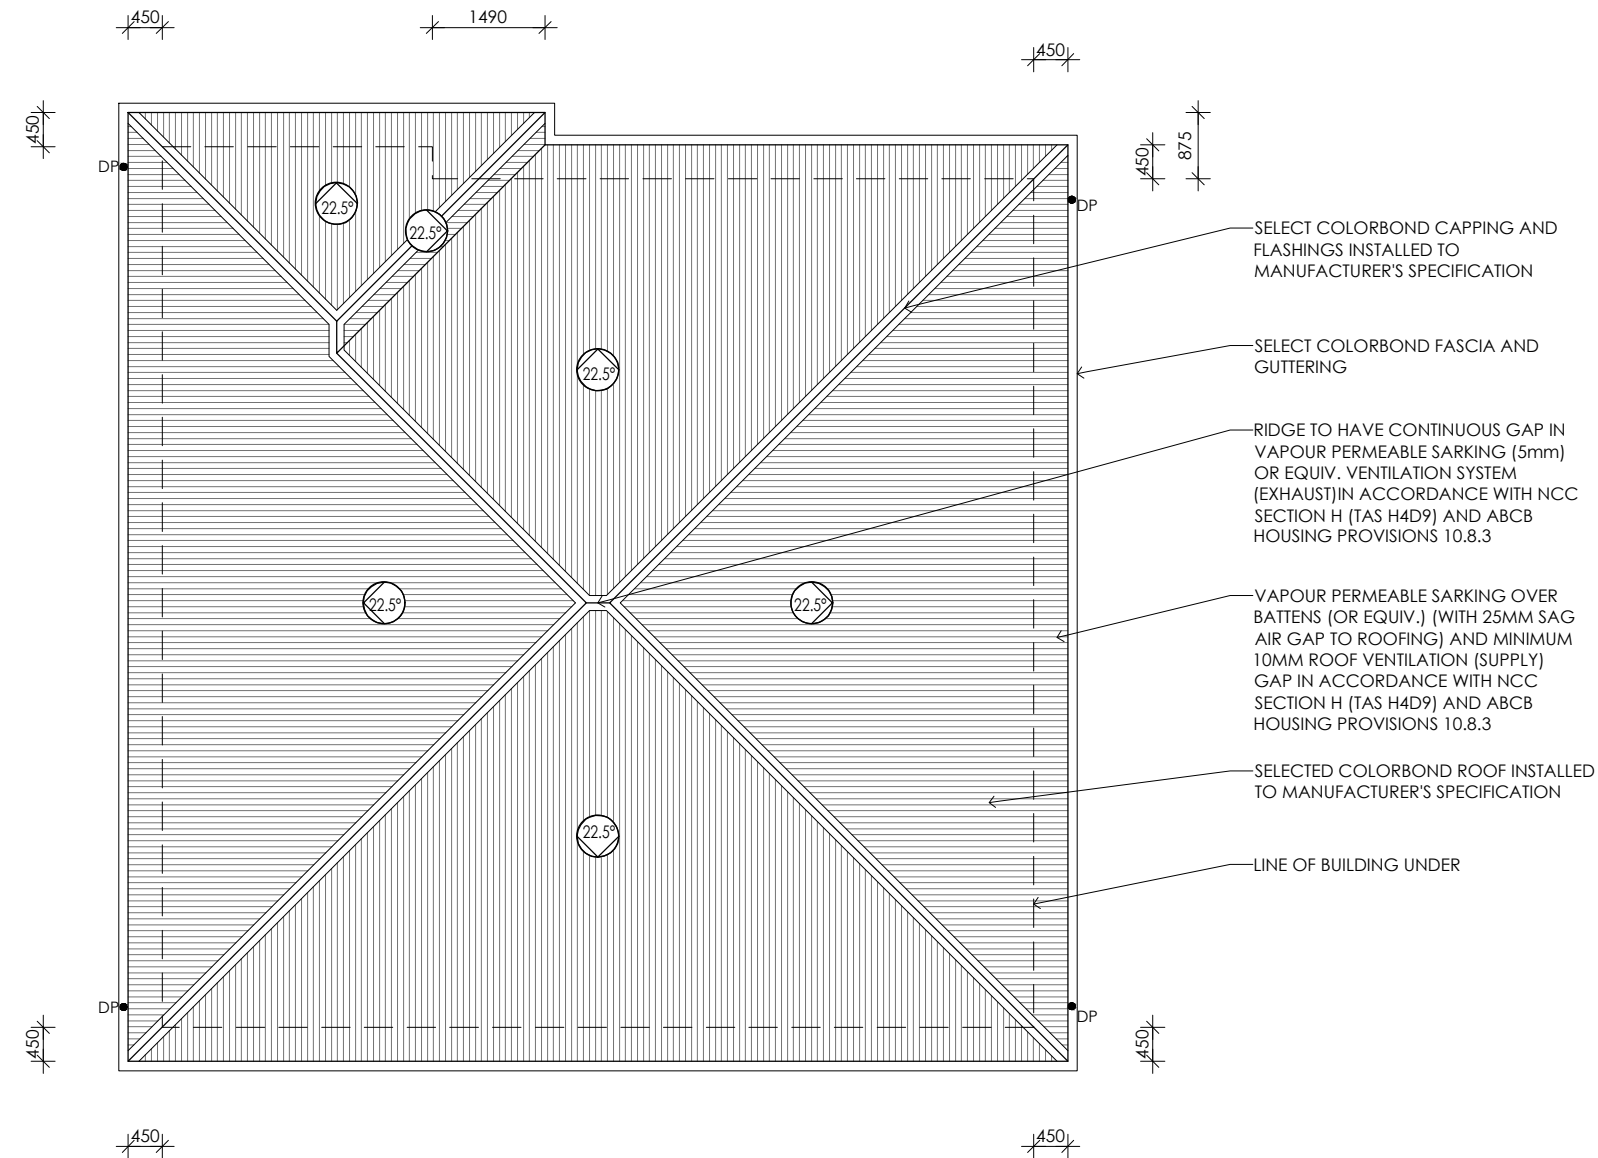 450
1490
450
450
450
875
DP
DP
22.5°
22.5°
22.5°
22.5°
22.5°
22.5°
SELECT COLORBOND CAPPING AND
FLASHINGS INSTALLED TO
MANUFACTURER'S SPECIFICATION
SELECT COLORBOND FASCIA AND
GUTTERING
RIDGE TO HAVE CONTINUOUS GAP IN
VAPOUR PERMEABLE SARKING (5mm)
OR EQUIV. VENTILATION SYSTEM
(EXHAUST)IN ACCORDANCE WITH NCC
SECTION H (TAS H4D9) AND ABCB
HOUSING PROVISIONS 10.8.3
VAPOUR PERMEABLE SARKING OVER
BATTENS (OR EQUIV.) (WITH 25MM SAG
AIR GAP TO ROOFING) AND MINIMUM
10MM ROOF VENTILATION (SUPPLY)
GAP IN ACCORDANCE WITH NCC
SECTION H (TAS H4D9) AND ABCB
HOUSING PROVISIONS 10.8.3
SELECTED COLORBOND ROOF INSTALLED
TO MANUFACTURER'S SPECIFICATION
LINE OF BUILDING UNDER
DP
DP
450
450
450
450